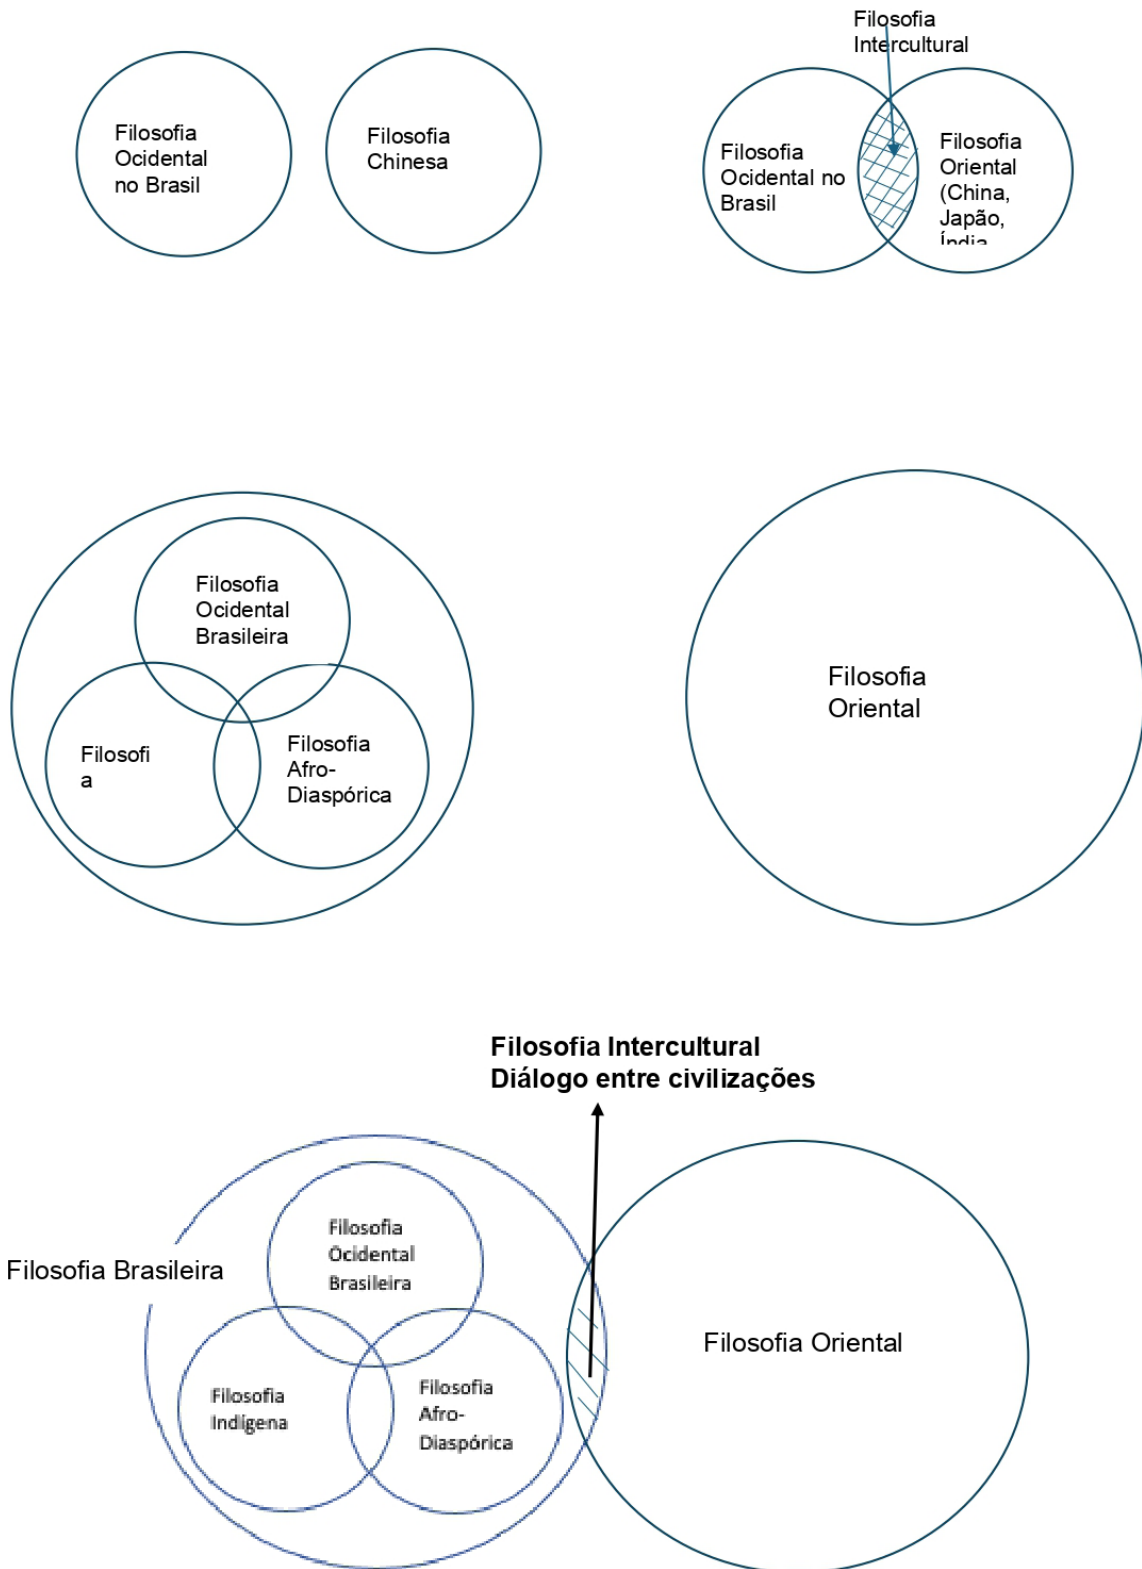 Filosofia
Intercultural
Filosofia
Ocidental
no Brasil
Filosofia
Chinesa
Filosofia
Ocidental no
Brasil
Filosofia
Oriental
(China,
Japão,
Índia
Filosofia
Ocidental
Brasileira
Filosofi
a
Filosofia
Afro-
Diaspórica
Filosofia
Oriental
Filosofia Intercultural
Diálogo entre civilizações
Filosofia Brasileira
Filosofia
Ocidental
Brasileira
Filosofia
Indígena
Filosofia
Afro-
Diaspórica
Filosofia Oriental